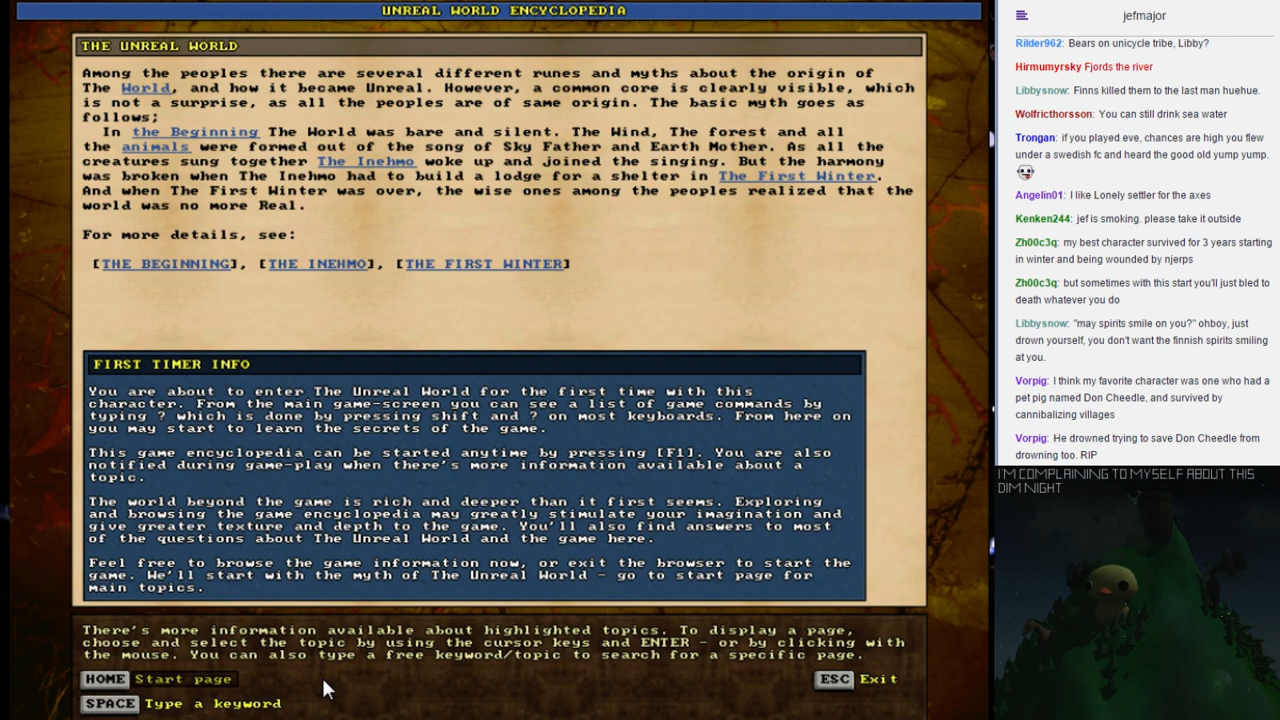 UNREAL WORLD ENCYCLOPEDIA
THE UNREAL WORLD
Among the peoples there are several different runes and myths about the origin of
The World, and how it became Unreal. However, a common core is clearly visible, which
is not a surprise, as all the peoples are of same origin. The basic myth goes as
follows;
In the Beginning The World was bare and silent. The Wind, The forest and all
the animals were formed out of the song of Sky Father and Earth Mother. As all the
creatures sung together The Inehmo woke up and joined the singing. But the harmony
was broken when The Inehmo had to build a lodge for a shelter in The First Winter.
And when The First Winter was over, the wise ones among the peoples realized that the
world was no more Real.
For more details, see:
[THE BEGINNING], [THE INEHMO], [THE FIRST WINTER]
FIRST TIMER INFO
You are about to enter The Unreal World for the first time with this
character. From the main game-screen you can see a list of game commands by
typing ? which is done by pressing shift and ? on most keyboards. From here on
you may start to learn the secrets of the game.
This game encyclopedia can be started anytime by pressing [F1]. You are also
notified during game-play when there's more information available about a
topic.
The world beyond the game is rich and deeper than it first seems. Exploring
and browsing the game encyclopedia may greatly stimulate your imagination and
give greater texture and depth to the game. You'll also find answers to most
of the questions about The Unreal World and the game here.
Feel free to browse the game information now, or exit the browser to start the
game. We'll start with the myth of The Unreal World - go to start page for
main topics.
There's more information available about highlighted topics. To display a page,
choose and select the topic by using the cursor keys and ENTER - or by clicking with
the mouse. You can also type a free keyword/topic to search for a specific page.
HOME Start page
ESC Exit
SPACE Type a keyword
jefmajor
Rilder962: Bears on unicycle tribe, Libby?
Hirmumyrsky Fjords the river
Libbysnow: Finns killed them to the last man huehue.
Wolfricthorsson: You can still drink sea water
Trongan: if you played eve, chances are high you flew
under a swedish fc and heard the good old yump yump.
Angelin01: I like Lonely settler for the axes
Kenken244: jef is smoking. please take it outside
Zh00c3q: my best character survived for 3 years starting
in winter and being wounded by njerps
Zh00c3q: but sometimes with this start you'll just bled to
death whatever you do
Libbysnow: "may spirits smile on you?" ohboy, just
drown yourself, you don't want the finnish spirits smiling
at you.
Vorpig: I think my favorite character was one who had a
pet pig named Don Cheedle, and survived by
cannibalizing villages
Vorpig: He drowned trying to save Don Cheedle from
drowning too. RIP
I'M COMPLAINING TO MYSELF ABOUT THIS
DIM NIGHT